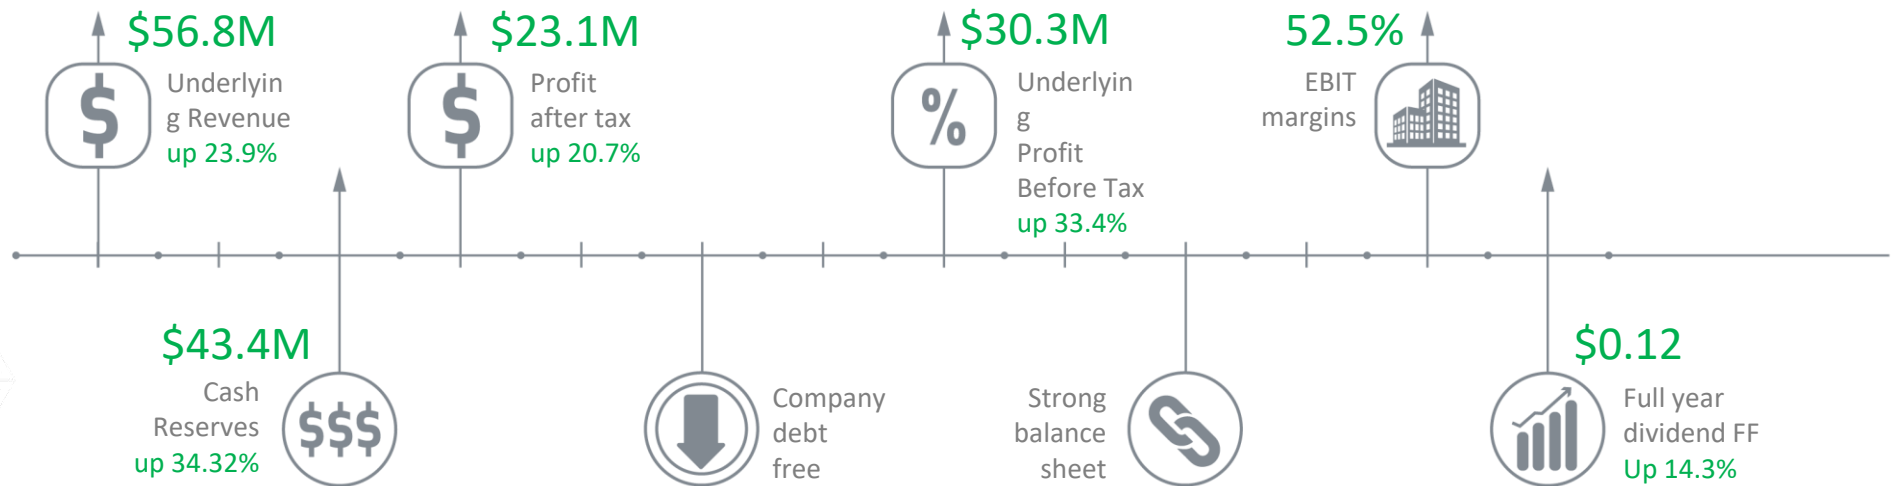 $56.8M
Underlyin
g Revenue
up 23.9%
$23.1M
Profit
after tax
up 20.7%
$30.3M
Underlyin
g
Profit
Before Tax
up 33.4%
52.5%
EBIT
margins
$
$
%
$43.4M
Cash
Reserves
up 34.32%
$$$
Company
debt
free
Strong
balance
sheet
$0.12
Full year
dividend FF
Up 14.3%